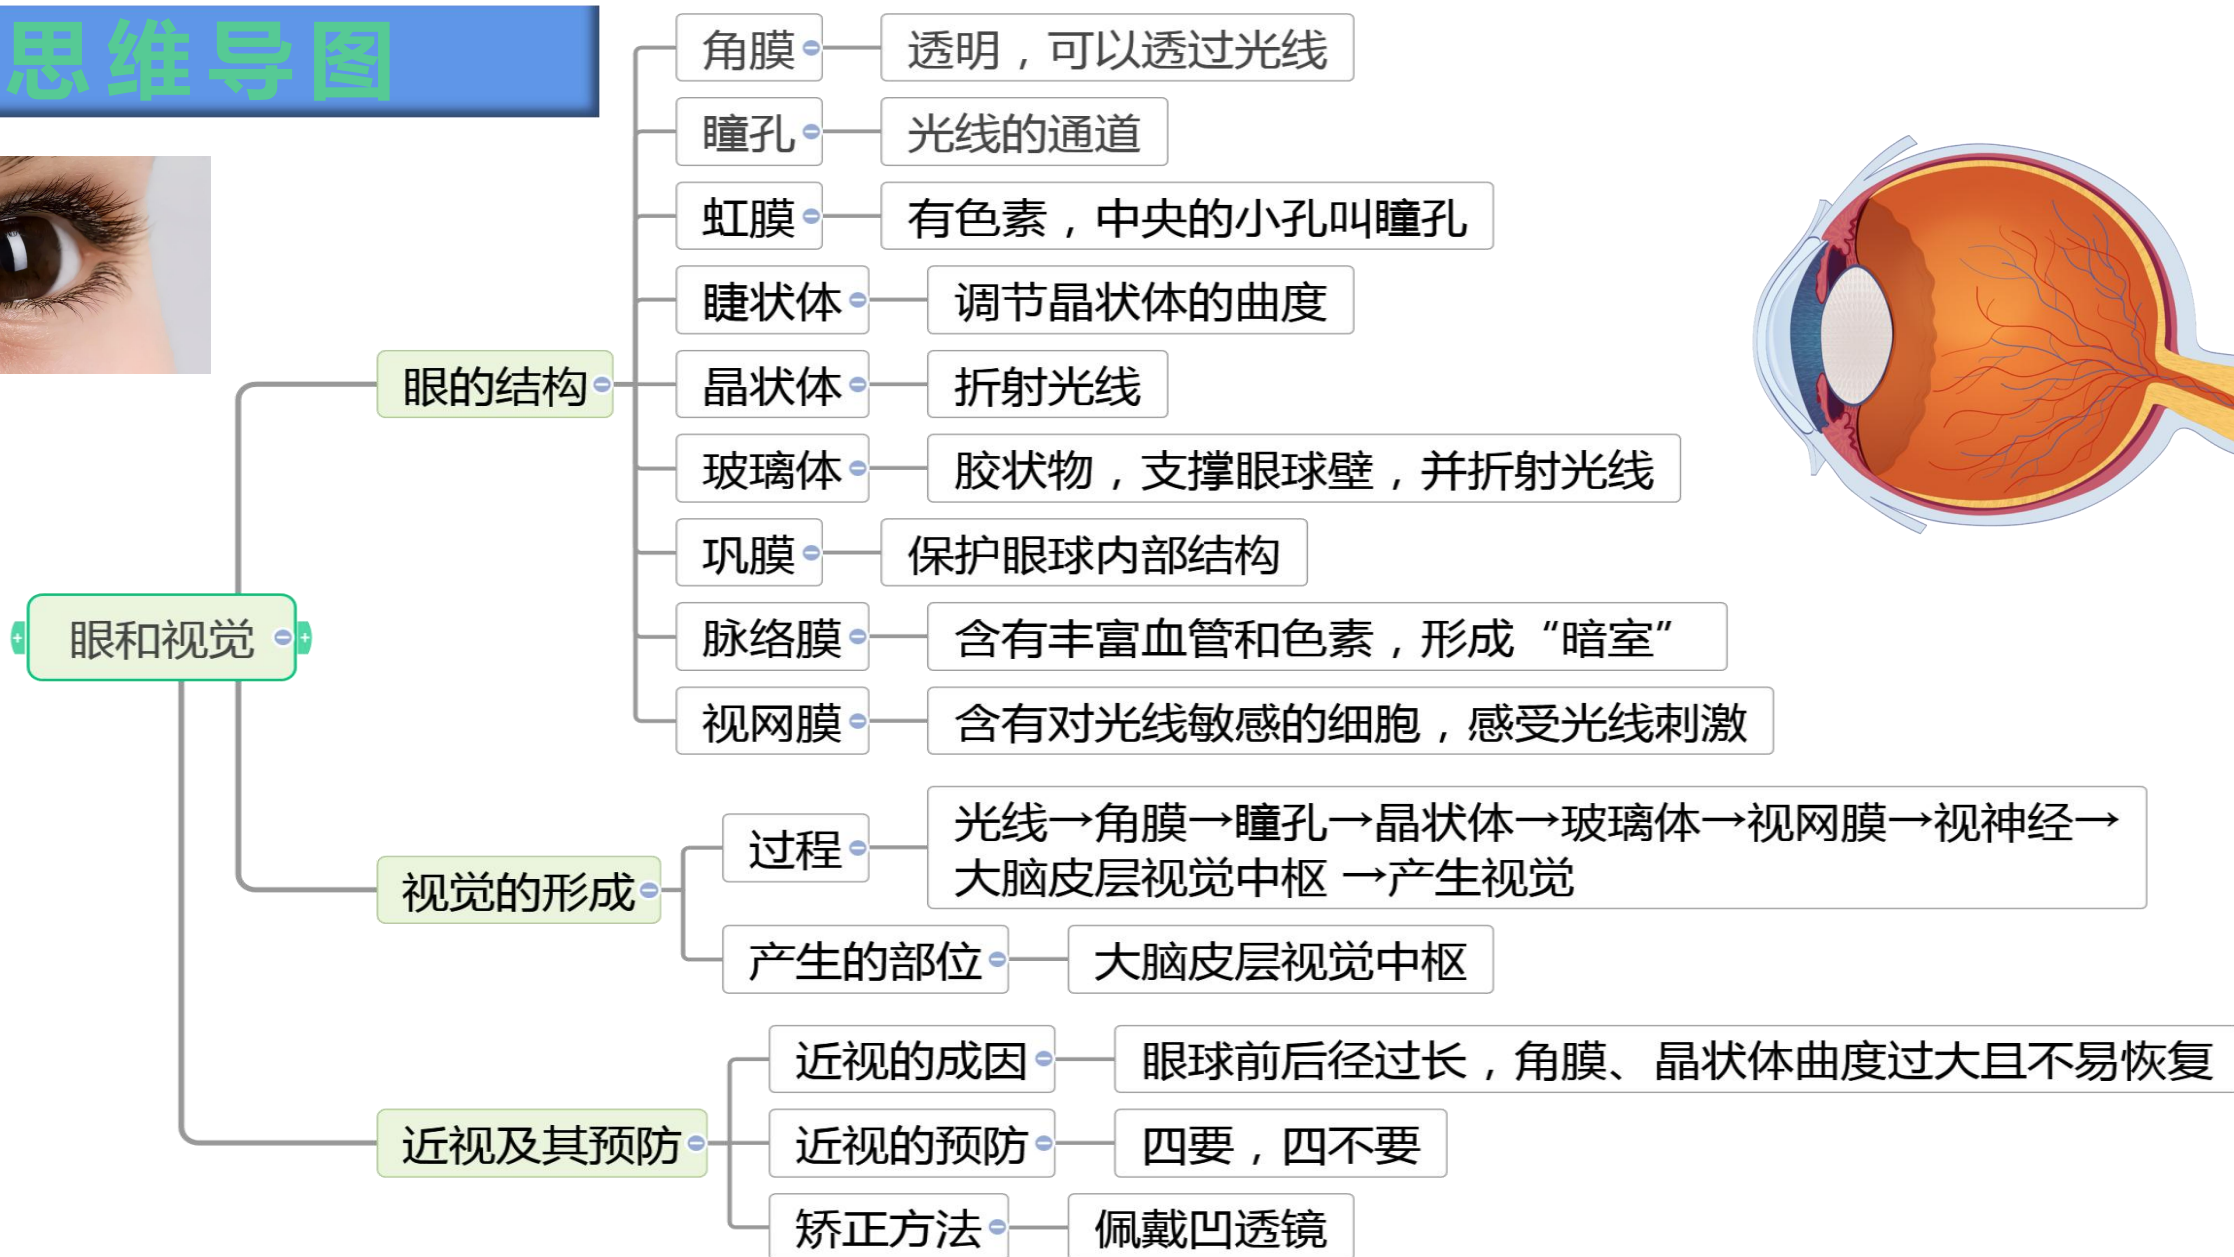 思维导图
角膜
透明，可以透过光线
瞳孔
光线的通道
虹膜
有色素，中央的小孔叫瞳孔
睫状体
调节晶状体的曲度
眼的结构
晶状体
折射光线
玻璃体
胶状物，支撑眼球壁，并折射光线
巩膜
保护眼球内部结构
眼和视觉
脉络膜
含有丰富血管和色素，形成“暗室”
视网膜
含有对光线敏感的细胞，感受光线刺激
视觉的形成
过程
光线→角膜→瞳孔→晶状体→玻璃体→视网膜→视神经→
大脑皮层视觉中枢 →产生视觉
产生的部位
大脑皮层视觉中枢
近视及其预防
近视的成因
眼球前后径过长，角膜、晶状体曲度过大且不易恢复
近视的预防
四要，四不要
矫正方法
佩戴凹透镜